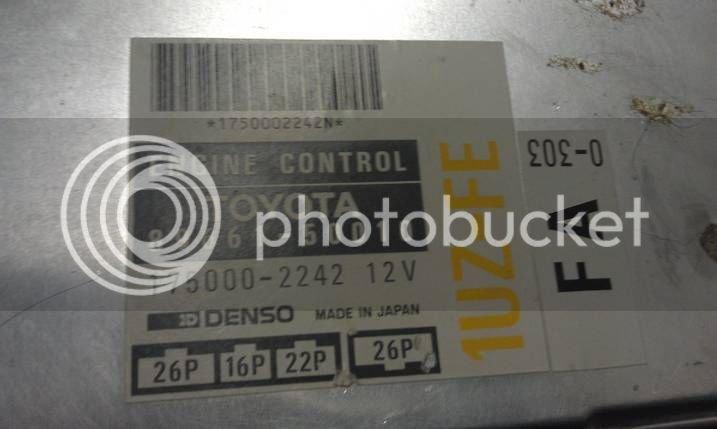 *1750002242N*
ENGINE CONTROL
TOYOTA
175000-2242 12V
DENSO MADE IN JAPAN
26P 16P 22P 26P
1UZFE
0-303
FA
photobucket